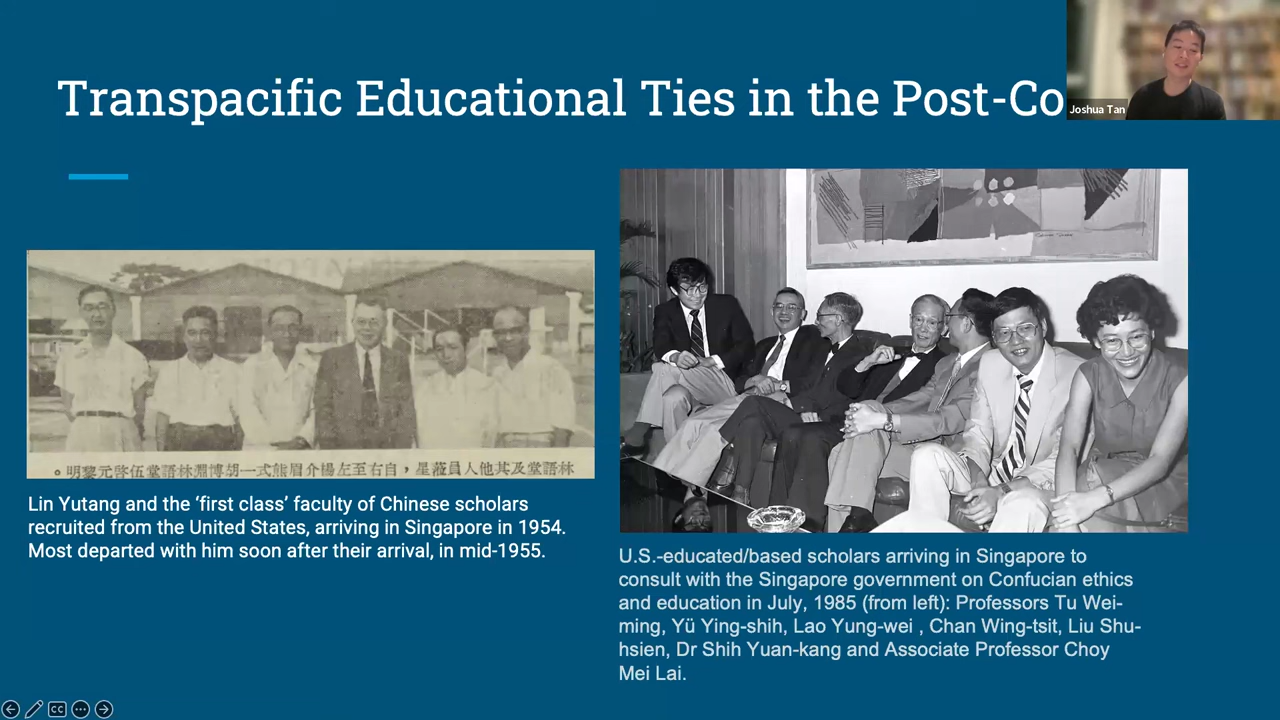 Transpacific Educational Ties in the Post-Co
Joshua Tan
。明黎元啓伍堂語林淵博胡一式熊眉介楊左至右自，星蒞員人他其及堂語林
Lin Yutang and the ‘first class’ faculty of Chinese scholars
recruited from the United States, arriving in Singapore in 1954.
Most departed with him soon after their arrival, in mid-1955.
U.S.-educated/based scholars arriving in Singapore to
consult with the Singapore government on Confucian ethics
and education in July, 1985 (from left): Professors Tu Wei-
ming, Yü Ying-shih, Lao Yung-wei , Chan Wing-tsit, Liu Shu-
hsien, Dr Shih Yuan-kang and Associate Professor Choy
Mei Lai.
CC